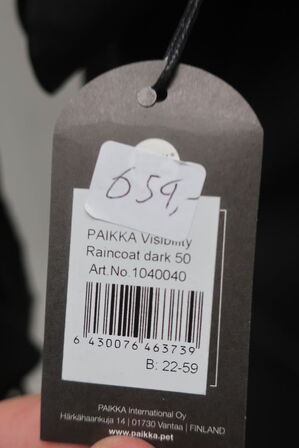 659,-
PAIKKA Visibility
Raincoat dark 50
Art.No.1040040
6 430076 463739
B: 22-59
PAIKKA International Oy
Härkähaankuja 14 | 01730 Vantaa | FINLAND
www.paikka.pet